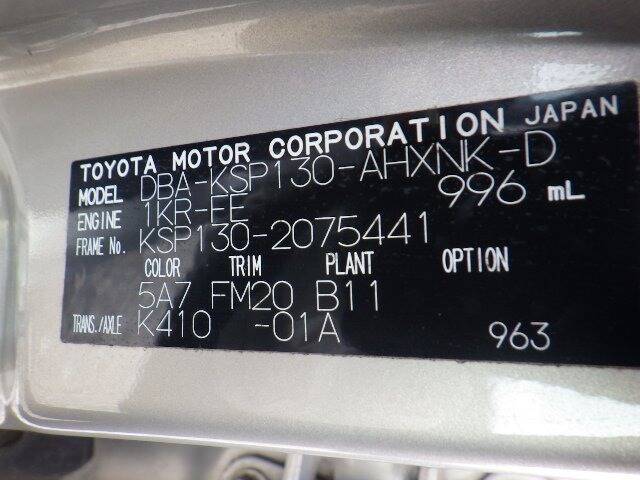 TOYOTA MOTOR CORPORATION JAPAN
MODEL DBA-KSP130-AHXNK-D
ENGINE 1KR-FE 996 mL
FRAME No. KSP130-2075441
COLOR TRIM PLANT OPTION
5A7 FM20 B11
TRANS./AXLE K410 -01A 963